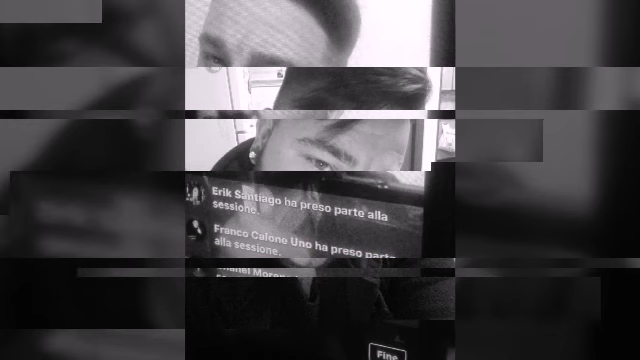 Erik Santiago ha preso parte alla
sessione.
Franco Calone Uno ha preso parte
alla sessione.
Fine